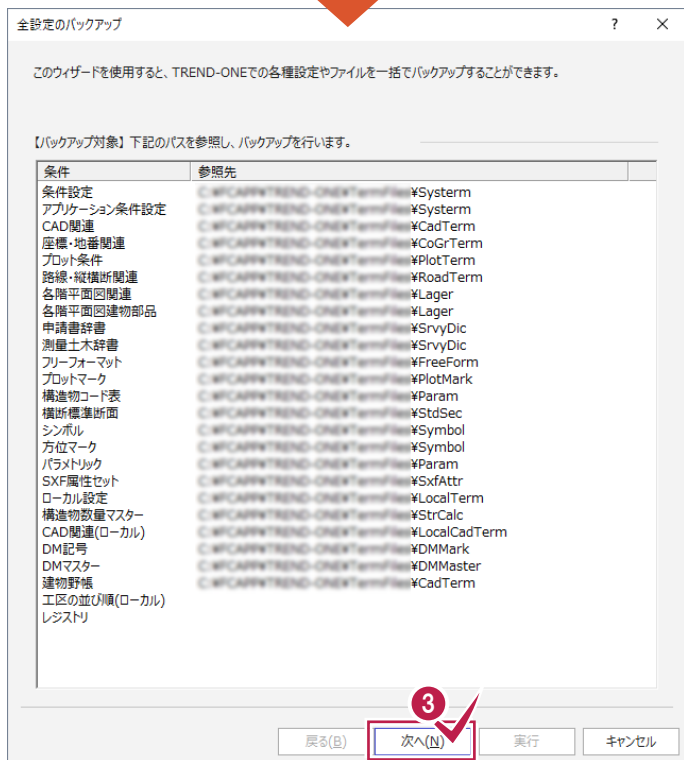 全設定のバックアップ ? ×
このウィザードを使用すると、TREND-ONEでの各種設定やファイルを一括でバックアップすることができます。
【バックアップ対象】下記のパスを参照し、バックアップを行います。
条件 参照先
条件設定 ¥Systerm
アプリケーション条件設定 ¥Systerm
CAD関連 ¥CadTerm
座標・地番関連 ¥CoGrTerm
プロット条件 ¥PlotTerm
路線・縦横断関連 ¥RoadTerm
各階平面図関連 ¥Lager
各階平面図建物部品 ¥Lager
申請書辞書 ¥SrvyDic
測量土木辞書 ¥SrvyDic
フリーフォーマット ¥FreeForm
プロットマーク ¥PlotMark
構造物コード表 ¥Param
横断標準断面 ¥StdSec
シンボル ¥Symbol
方位マーク ¥Symbol
パラメトリック ¥Param
SXF属性セット ¥SxfAttr
ローカル設定 ¥LocalTerm
構造物数量マスター ¥StrCalc
CAD関連(ローカル) ¥LocalCadTerm
DM記号 ¥DMMark
DMマスター ¥DMMaster
建物野帳 ¥CadTerm
工区の並び順(ローカル)
レジストリ
3
戻る(B) 次へ(N) 実行 キャンセル